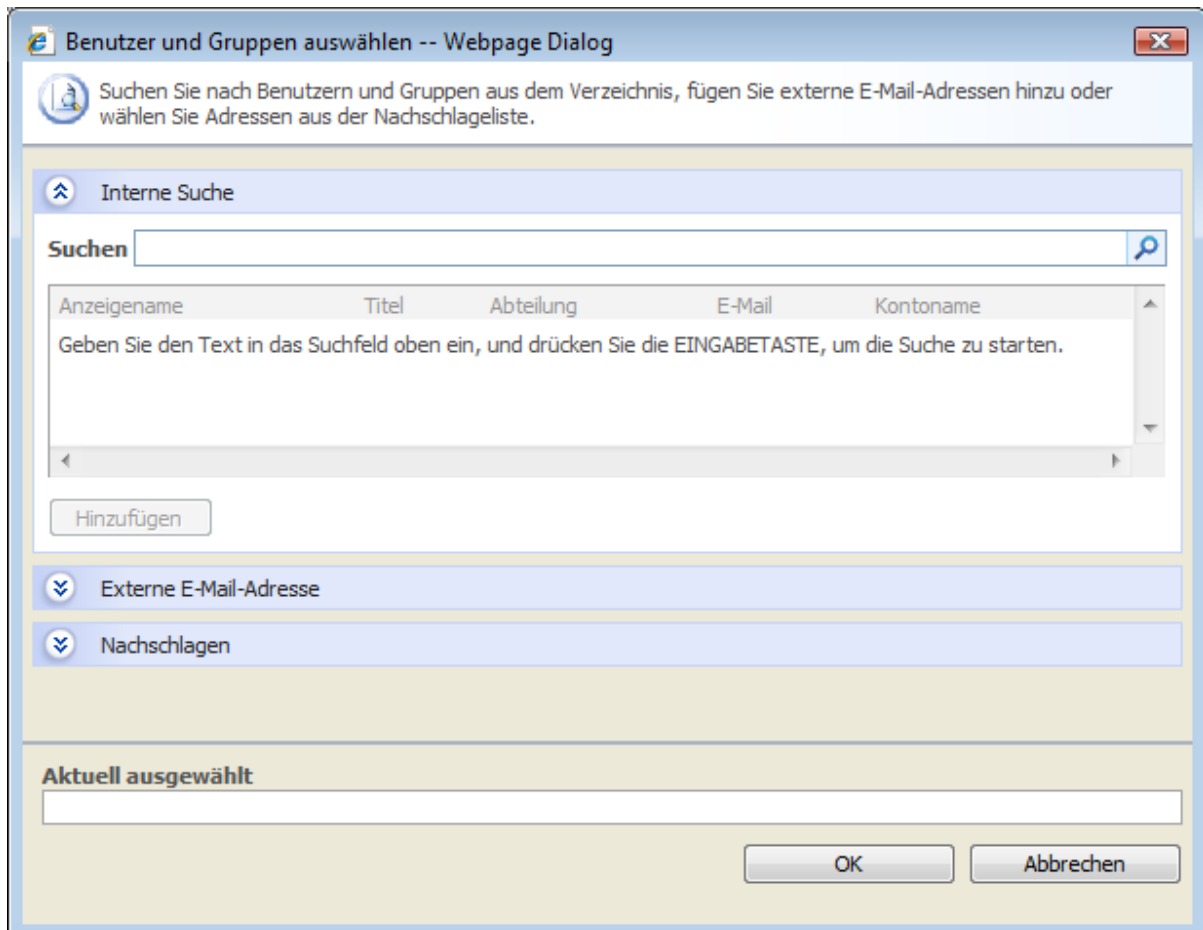 Benutzer und Gruppen auswählen -- Webpage Dialog
Suchen Sie nach Benutzern und Gruppen aus dem Verzeichnis, fügen Sie externe E-Mail-Adressen hinzu oder
wählen Sie Adressen aus der Nachschlageliste.
Interne Suche
Suchen
Anzeigename Titel Abteilung E-Mail Kontoname
Geben Sie den Text in das Suchfeld oben ein, und drücken Sie die EINGABETASTE, um die Suche zu starten.
Hinzufügen
Externe E-Mail-Adresse
Nachschlagen
Aktuell ausgewählt
OK Abbrechen